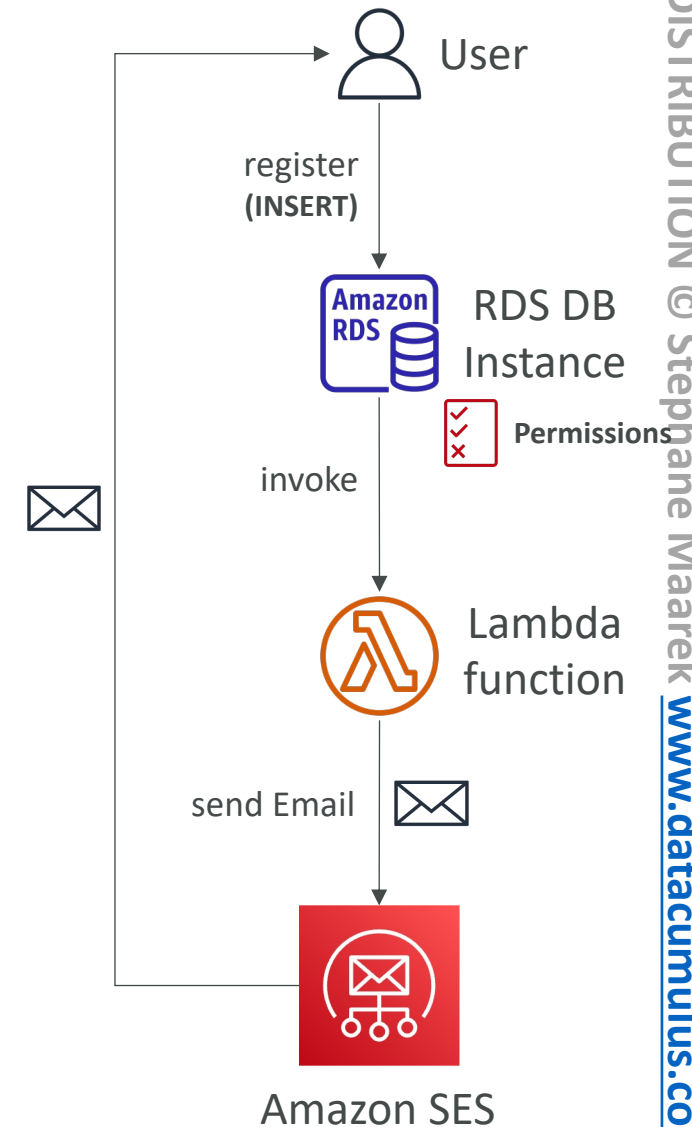 User
register
(INSERT)
Amazon
RDS
RDS DB
Instance
Permissions
invoke
Lambda
function
send Email
Amazon SES
© Stephane Maarek www.datacumulus.co